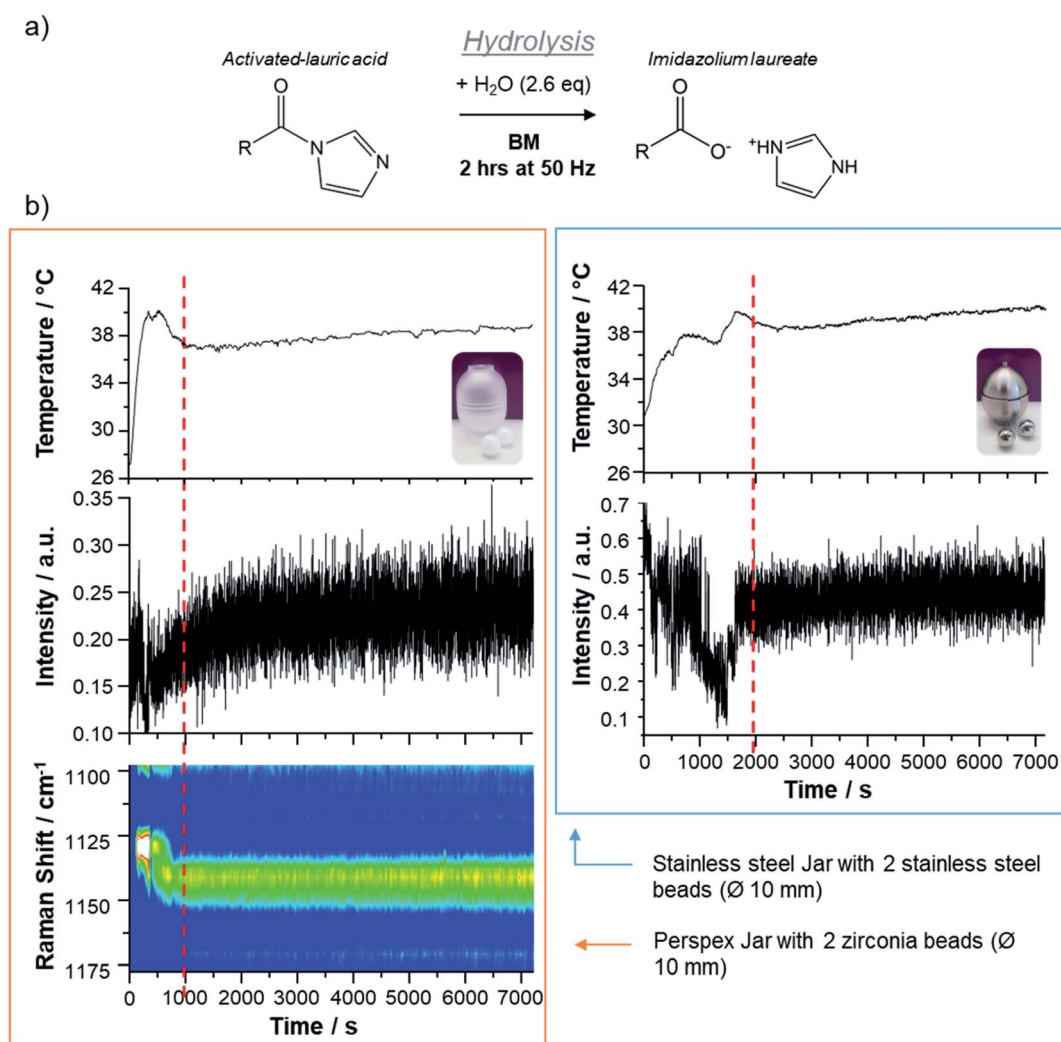 a)
Hydrolysis
Activated-lauric acid
Imidazolium laureate
+ H₂O (2.6 eq)
BM
2 hrs at 50 Hz
O
R
N
N
O
R
O⁻
⁺HN
NH
b)
Temperature / °C
42
38
34
30
26
Intensity / a.u.
0.35
0.30
0.25
0.20
0.15
0.10
Raman Shift / cm⁻¹
1100
1125
1150
1175
0 1000 2000 3000 4000 5000 6000 7000
Time / s
Temperature / °C
42
38
34
30
26
Intensity / a.u.
0.7
0.6
0.5
0.4
0.3
0.2
0.1
0 1000 2000 3000 4000 5000 6000 7000
Time / s
Stainless steel Jar with 2 stainless steel
beads (Ø 10 mm)
Perspex Jar with 2 zirconia beads (Ø
10 mm)